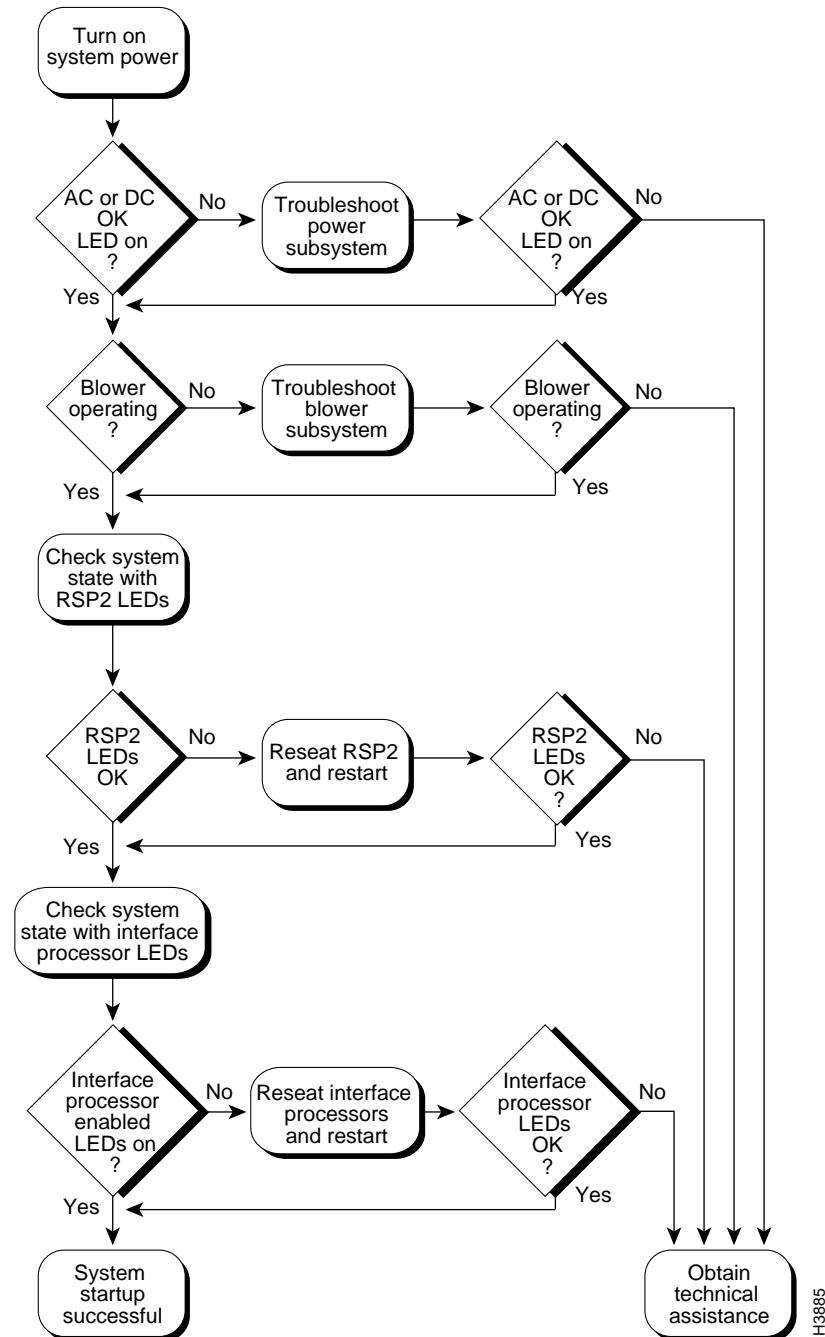 Turn on
system power
AC or DC
OK
LED on
?
No
Troubleshoot
power
subsystem
AC or DC
OK
LED on
?
No
Yes
Yes
Blower
operating
?
No
Troubleshoot
blower
subsystem
Blower
operating
?
No
Yes
Yes
Check system
state with
RSP2 LEDs
RSP2
LEDs
OK
No
Reseat RSP2
and restart
RSP2
LEDs
OK
?
No
Yes
Yes
Check system
state with interface
processor LEDs
Interface
processor
enabled
LEDs on
?
No
Reseat interface
processors
and restart
Interface
processor
LEDs
OK
?
No
Yes
Yes
System
startup
successful
Obtain
technical
assistance
H3885